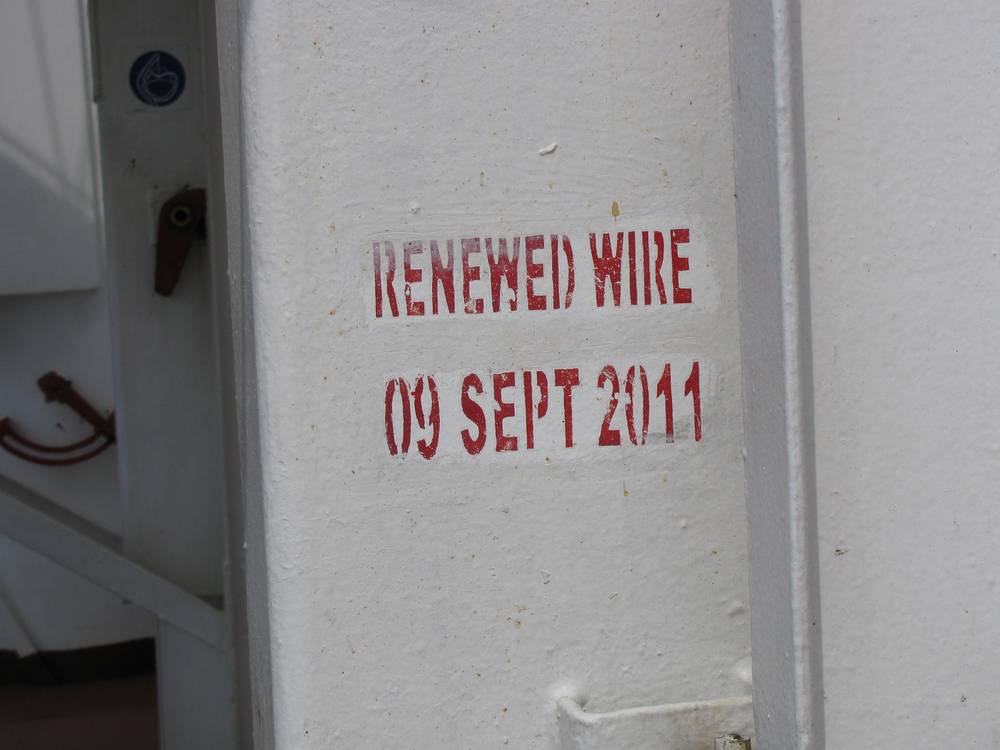 RENEWED WIRE
09 SEPT 2011